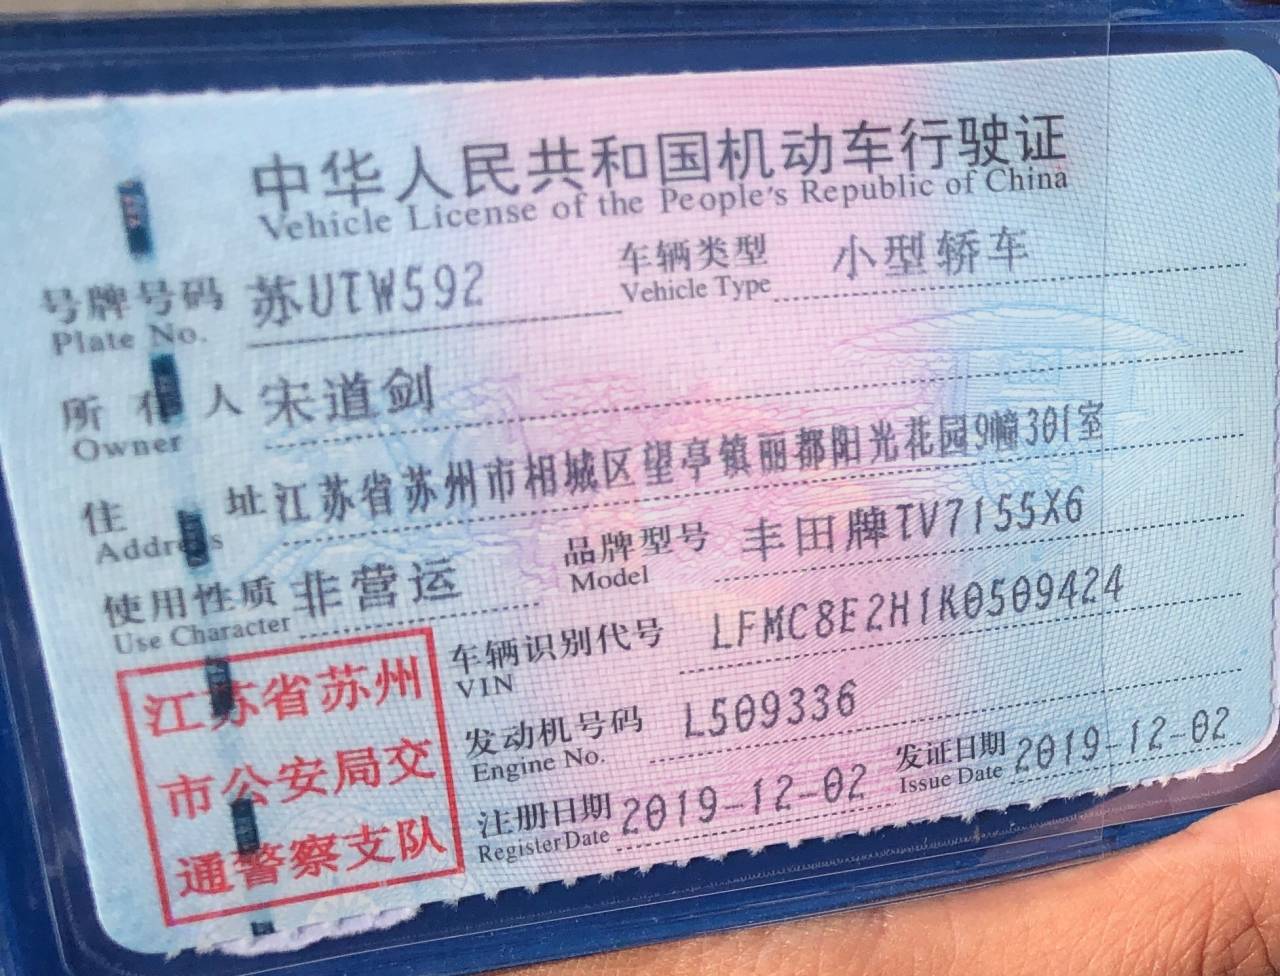 中华人民共和国机动车行驶证
Vehicle License of the People's Republic of China
号牌号码 苏UTW592 车辆类型 小型轿车
Plate No. Vehicle Type
所有人 宋道剑
Owner
住址 江苏省苏州市相城区望亭镇丽都阳光花园9幢301室
Address
使用性质 非营运 品牌型号 丰田牌TV7155X6
Use Character Model
车辆识别代号 LFMC8E2H1K0509424
VIN
发动机号码 L509336
Engine No.
注册日期 2019-12-02 发证日期 2019-12-02
RegisterDate Issue Date
江苏省苏州
市公安局交
通警察支队